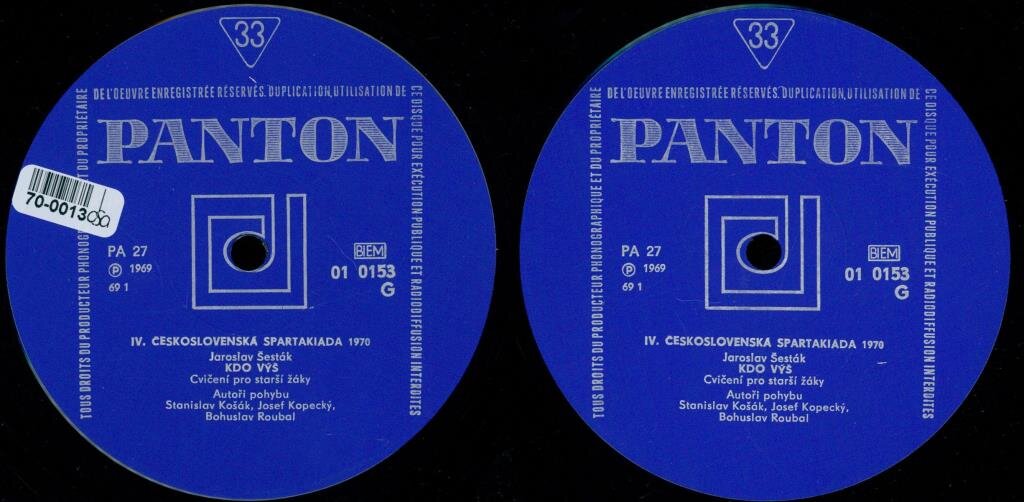 33
TOUS DROITS DU PRODUCTEUR PHONOGR ET DU PROPRIÉTAIRE
DE L'OEUVRE ENREGISTRÉE RÉSERVÉS. DUPLICATION, UTILISATION DE
CE DISQUE POUR EXÉCUTION PUBLIQUE ET RADIODIFFUSION INTERDITES
PANTON
70-0013
PA 27
℗ 1969
69 1
BIEM
01 0153
G
IV. ČESKOSLOVENSKÁ SPARTAKIADA 1970
Jaroslav Šesták
KDO VÝŠ
Cvičení pro starší žáky
Autoři pohybu
Stanislav Košák, Josef Kopecký,
Bohuslav Roubal
33
TOUS DROITS DU PRODUCTEUR PHONOGRAPHIQUE ET DU PROPRIÉTAIRE
DE L'OEUVRE ENREGISTRÉE RÉSERVÉS. DUPLICATION, UTILISATION DE
CE DISQUE POUR EXÉCUTION PUBLIQUE ET RADIODIFFUSION INTERDITES
PANTON
PA 27
℗ 1969
69 1
BIEM
01 0153
G
IV. ČESKOSLOVENSKÁ SPARTAKIADA 1970
Jaroslav Šesták
KDO VÝŠ
Cvičení pro starší žáky
Autoři pohybu
Stanislav Košák, Josef Kopecký,
Bohuslav Roubal